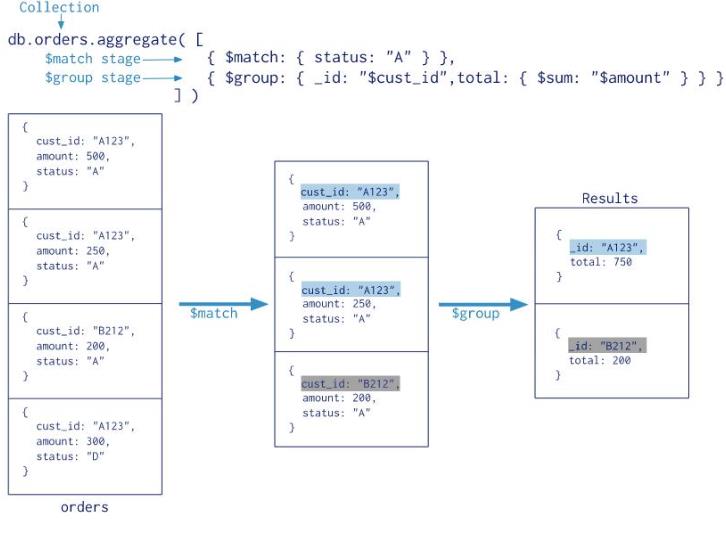 Collection
db.orders.aggregate( [
$match stage { $match: { status: "A" } },
$group stage { $group: { _id: "$cust_id",total: { $sum: "$amount" } } }
] )
{
cust_id: "A123",
amount: 500,
status: "A"
}
{
cust_id: "A123",
amount: 250,
status: "A"
}
{
cust_id: "B212",
amount: 200,
status: "A"
}
{
cust_id: "A123",
amount: 300,
status: "D"
}
orders
$match
{
cust_id: "A123",
amount: 500,
status: "A"
}
{
cust_id: "A123",
amount: 250,
status: "A"
}
{
cust_id: "B212",
amount: 200,
status: "A"
}
$group
Results
{
_id: "A123",
total: 750
}
{
_id: "B212",
total: 200
}